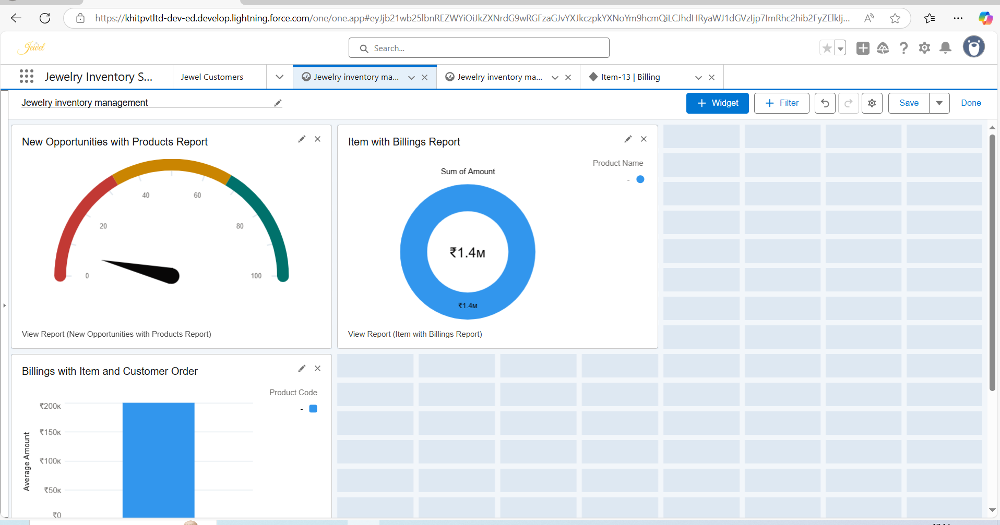 https://khitpvtltd-dev-ed.develop.lightning.force.com/one/one.app#eyJjb21wb25lbnREZWYiOiJkZXNrdG9wRGFzaGJvYXJkczpkYXNoYm9hcmQiLCJhdHRyaWJ1dGVzIjp7ImRhc2hib2FyZElkIj...
Jewel
Search...
Jewelry Inventory S...
Jewel Customers
Jewelry inventory ma...
Jewelry inventory ma...
Item-13 | Billing
Jewelry inventory management
Widget
Filter
Save
Done
New Opportunities with Products Report
0
20
40
60
80
100
View Report (New Opportunities with Products Report)
Item with Billings Report
Product Name
-
Sum of Amount
₹1.4M
₹1.4M
View Report (Item with Billings Report)
Billings with Item and Customer Order
Product Code
-
Average Amount
₹200K
₹150K
₹100K
₹50K
₹0